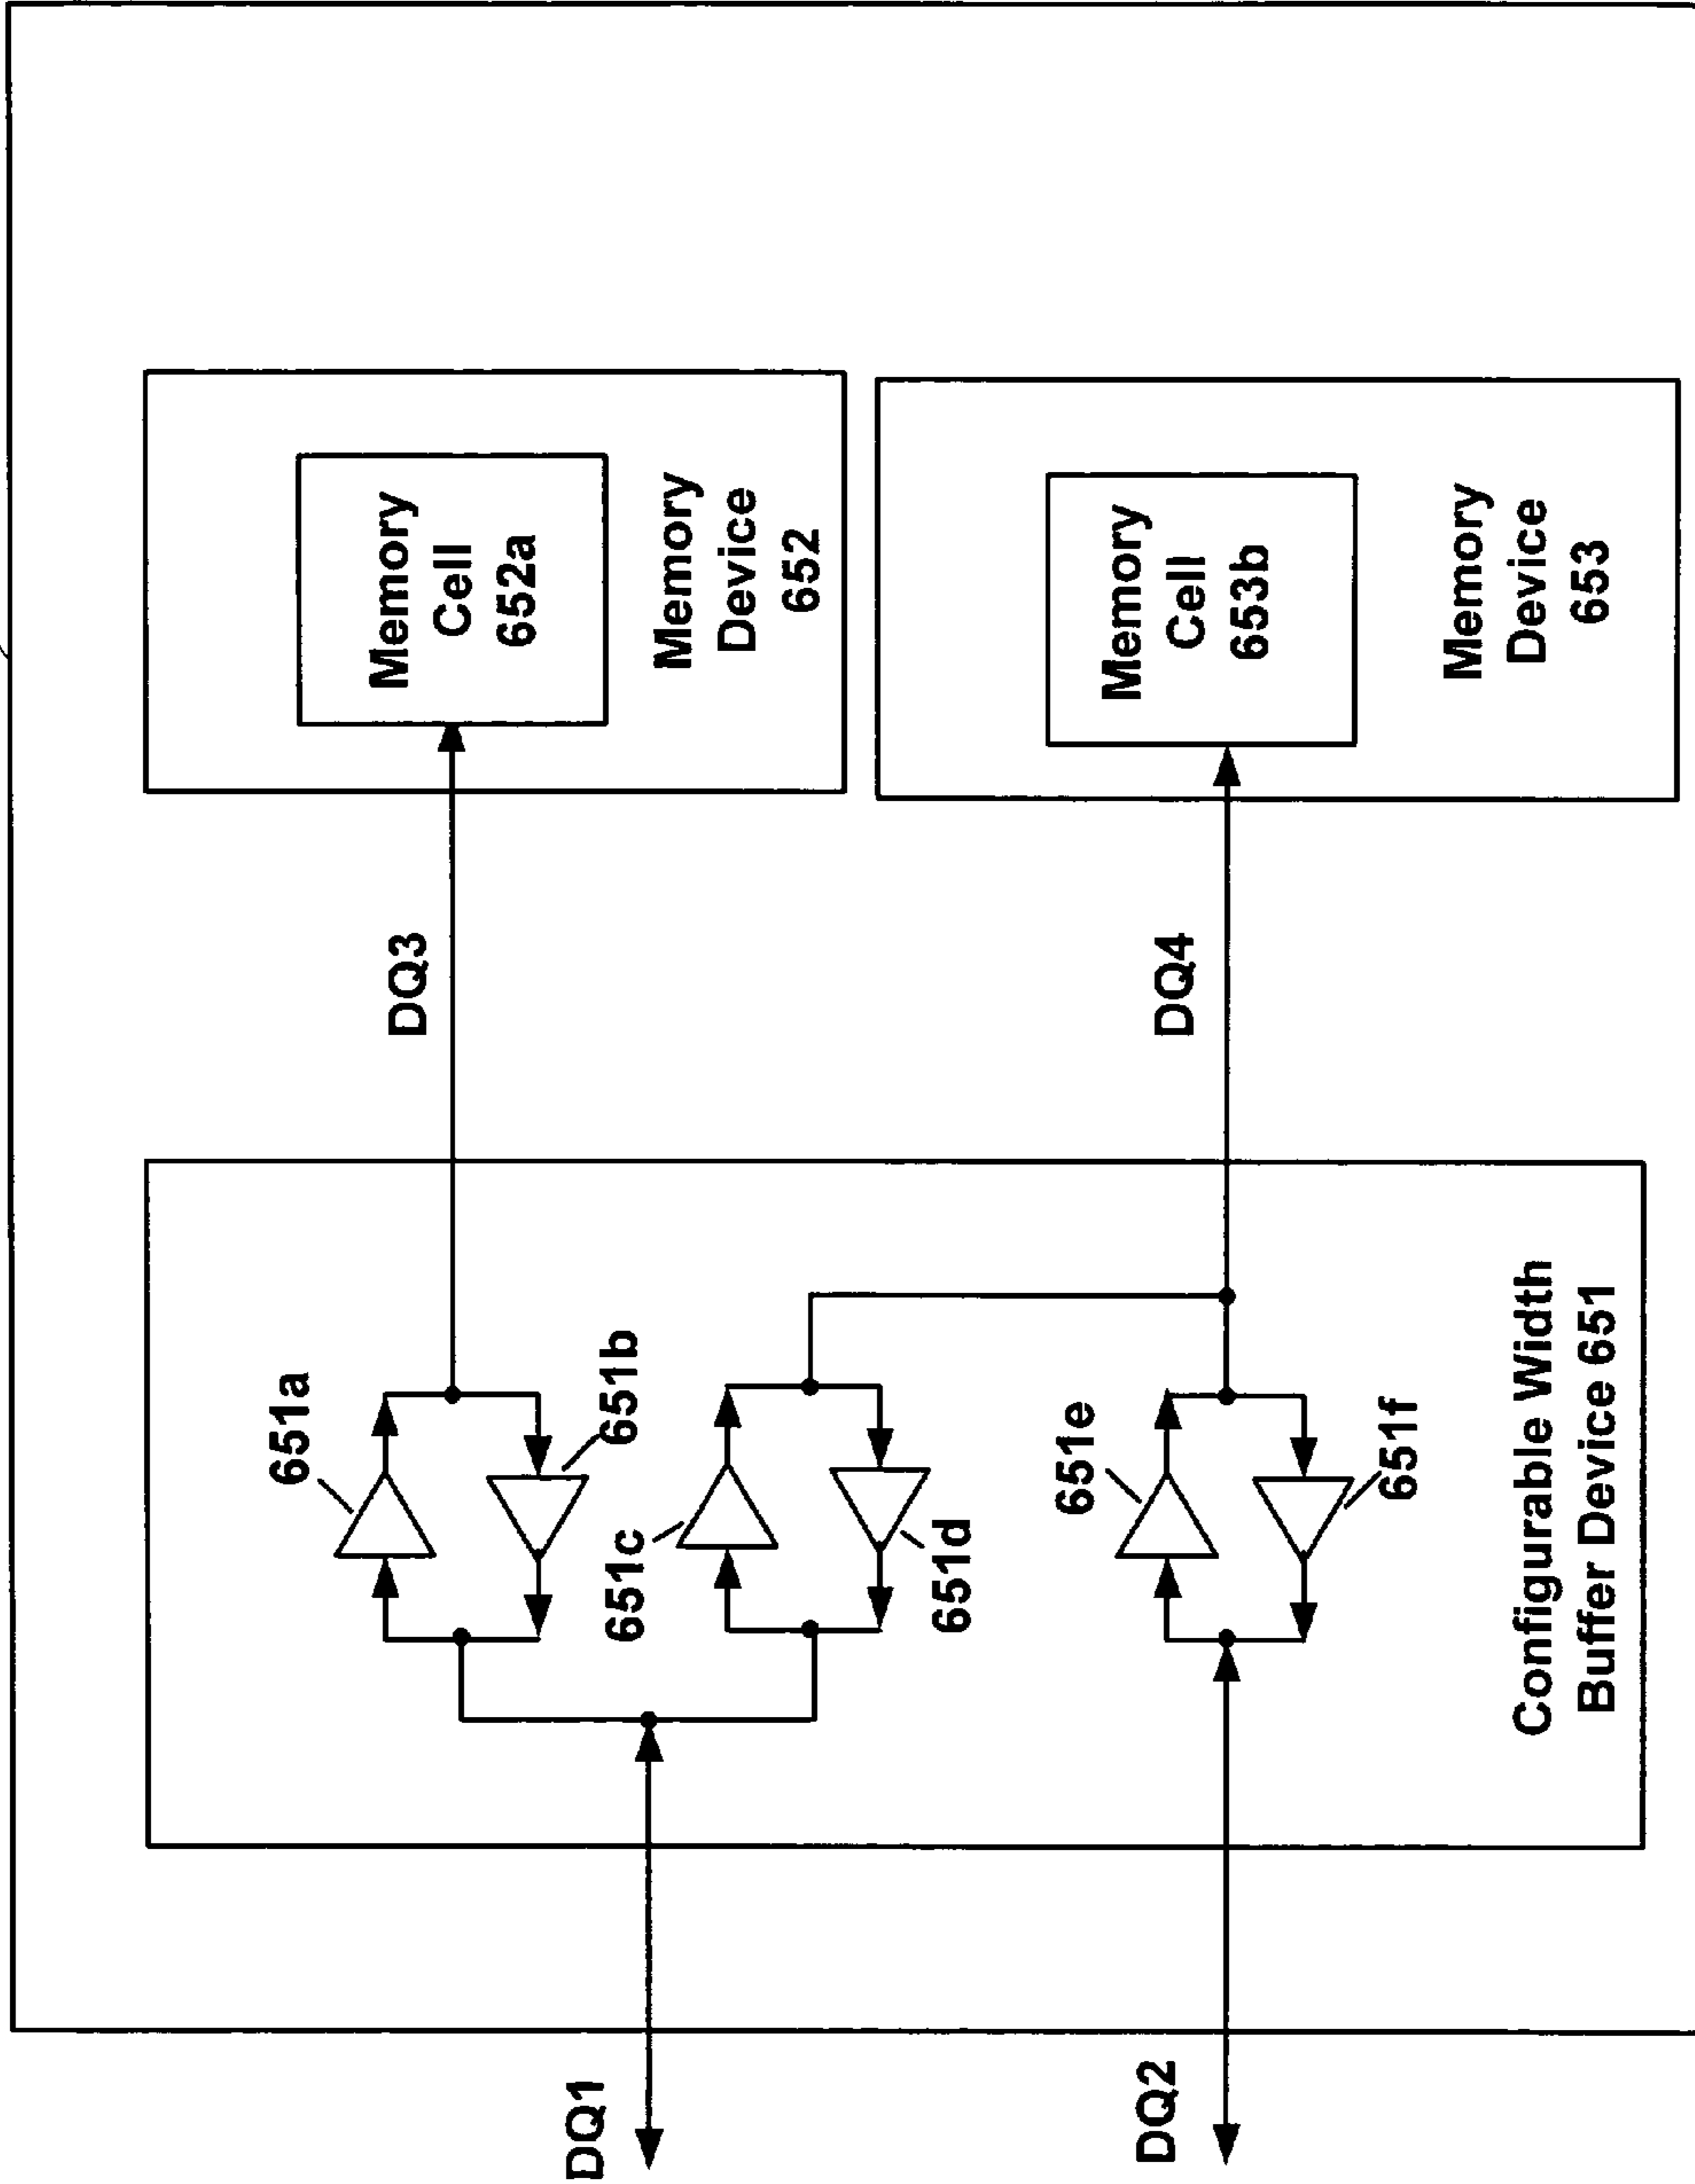 DQ1
DQ2
651a
651b
651c
651d
651e
651f
Configurable Width
Buffer Device 651
DQ3
DQ4
Memory
Cell
652a
Memory
Device
652
Memory
Cell
653b
Memory
Device
653